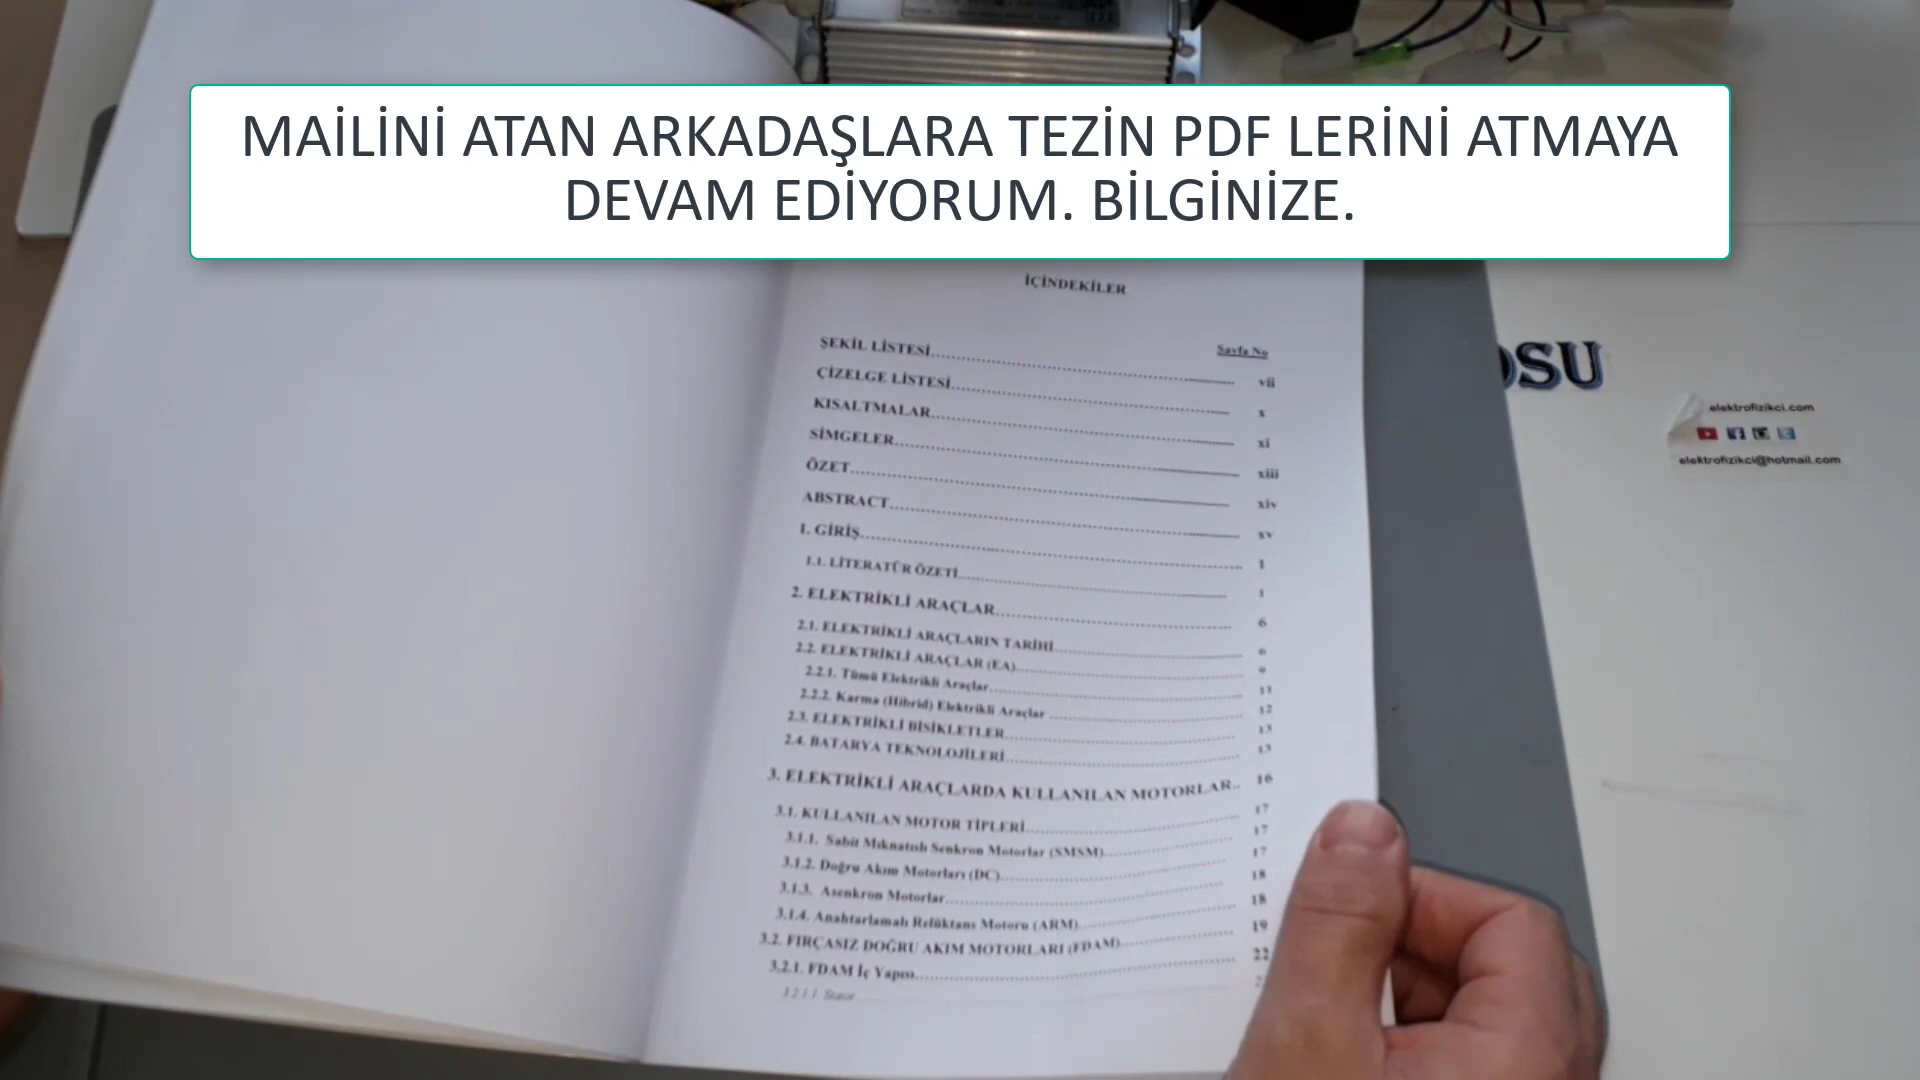 MAİLİNİ ATAN ARKADAŞLARA TEZİN PDF LERİNİ ATMAYA
DEVAM EDİYORUM. BİLGİNİZE.
İÇİNDEKİLER
Sayfa No
ŞEKİL LİSTESİ vii
ÇİZELGE LİSTESİ x
KISALTMALAR xi
SİMGELER xiii
ÖZET xiv
ABSTRACT xv
1. GİRİŞ 1
1.1. LİTERATÜR ÖZETİ 1
2. ELEKTRİKLİ ARAÇLAR 6
2.1. ELEKTRİKLİ ARAÇLARIN TARİHİ 6
2.2. ELEKTRİKLİ ARAÇLAR (EA) 9
2.2.1. Tümü Elektrikli Araçlar 11
2.2.2. Karma (Hibrid) Elektrikli Araçlar 12
2.3. ELEKTRİKLİ BİSİKLETLER 13
2.4. BATARYA TEKNOLOJİLERİ 13
3. ELEKTRİKLİ ARAÇLARDA KULLANILAN MOTORLAR 16
3.1. KULLANILAN MOTOR TİPLERİ 17
3.1.1. Sabit Mıknatıslı Senkron Motorlar (SMSM) 17
3.1.2. Doğru Akım Motorları (DC) 17
3.1.3. Asenkron Motorlar 18
3.1.4. Anahtarlamalı Relüktans Motoru (ARM) 18
3.2. FIRÇASIZ DOĞRU AKIM MOTORLARI (FDAM) 19
3.2.1. FDAM İç Yapısı 22
3.2.1.1. Stator
OSU
elektrofizikci.com
elektrofizikci@hotmail.com